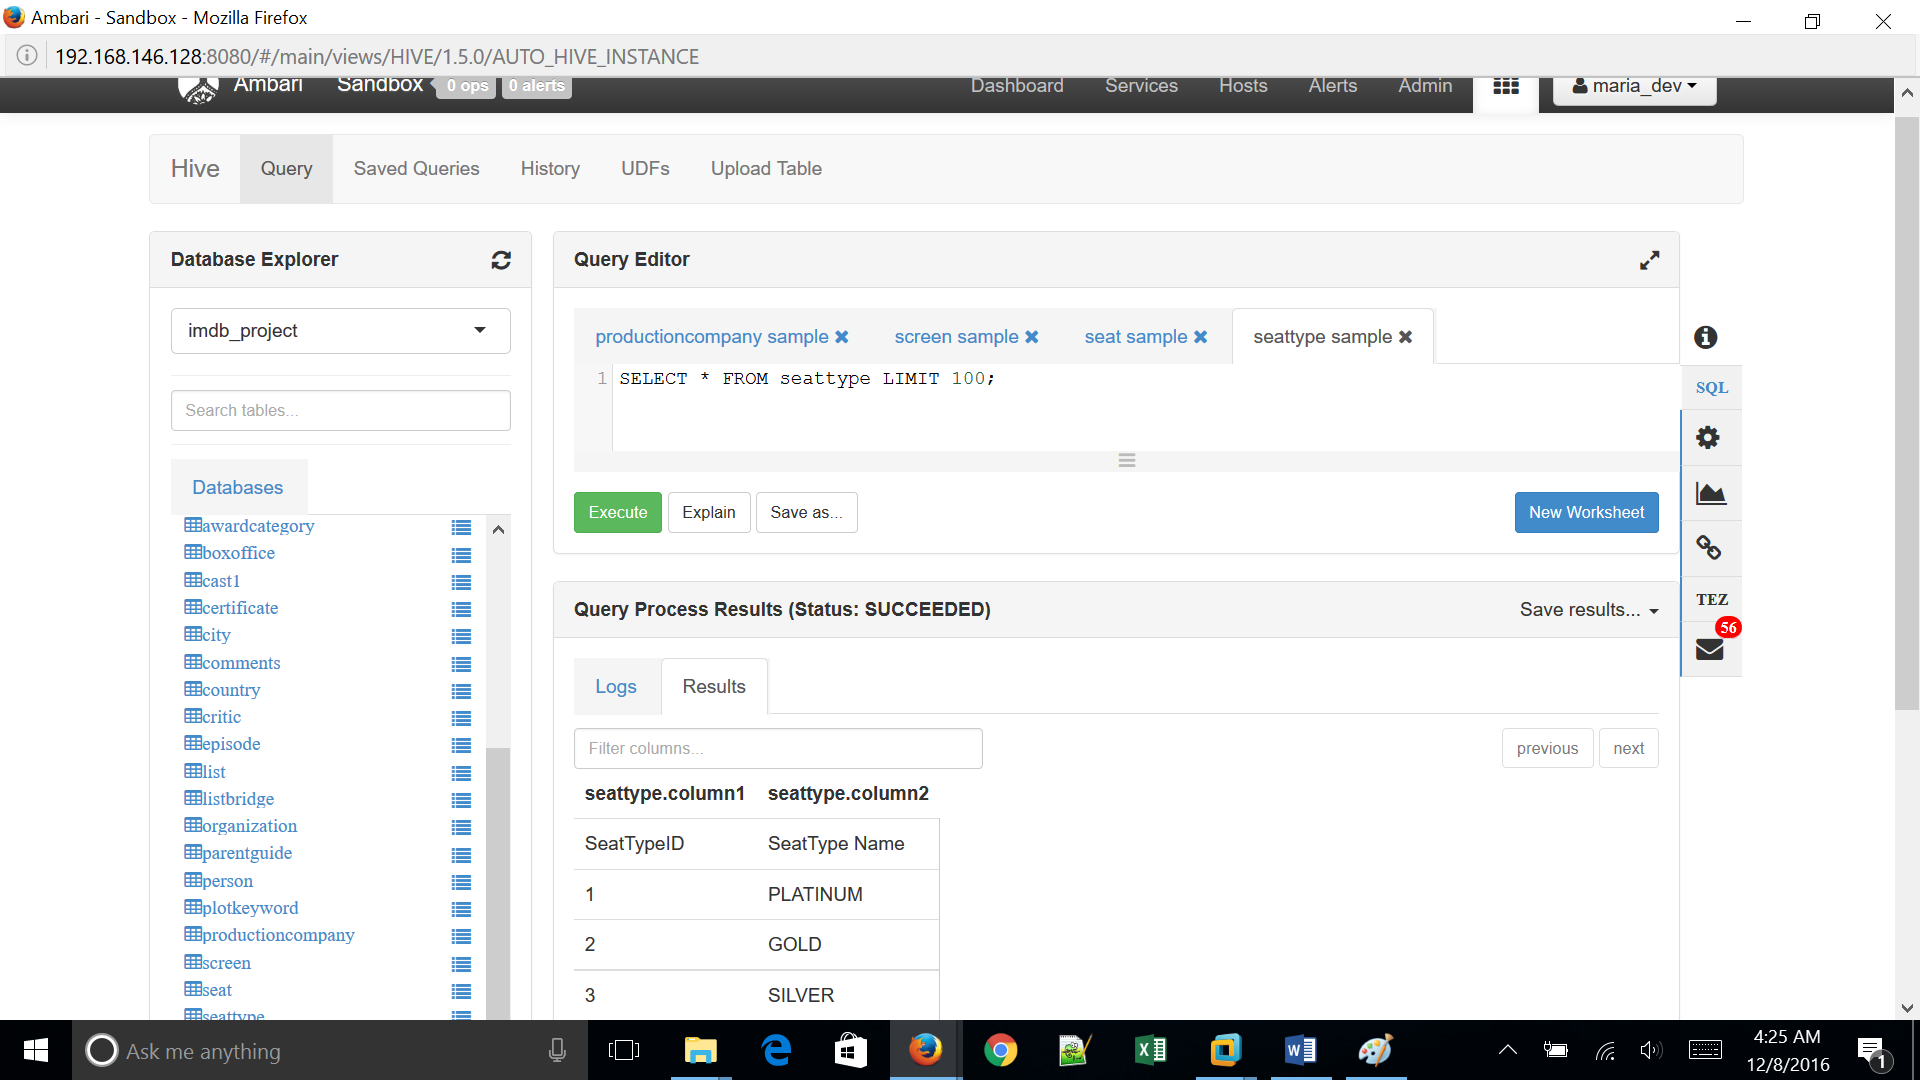 Ambari - Sandbox - Mozilla Firefox
192.168.146.128:8080/#/main/views/HIVE/1.5.0/AUTO_HIVE_INSTANCE
Ambari Sandbox 0 ops 0 alerts Dashboard Services Hosts Alerts Admin maria_dev
Hive Query Saved Queries History UDFs Upload Table
Database Explorer
imdb_project
Search tables...
Databases
awardcategory
boxoffice
cast1
certificate
city
comments
country
critic
episode
list
listbridge
organization
parentguide
person
plotkeyword
productioncompany
screen
seat
seattype
Query Editor
productioncompany sample screen sample seat sample seattype sample
1 SELECT * FROM seattype LIMIT 100;
Execute Explain Save as... New Worksheet
SQL
TEZ
56
Query Process Results (Status: SUCCEEDED) Save results...
Logs Results
Filter columns... previous next
seattype.column1 seattype.column2
SeatTypeID SeatType Name
1 PLATINUM
2 GOLD
3 SILVER
Ask me anything
4:25 AM
12/8/2016
1